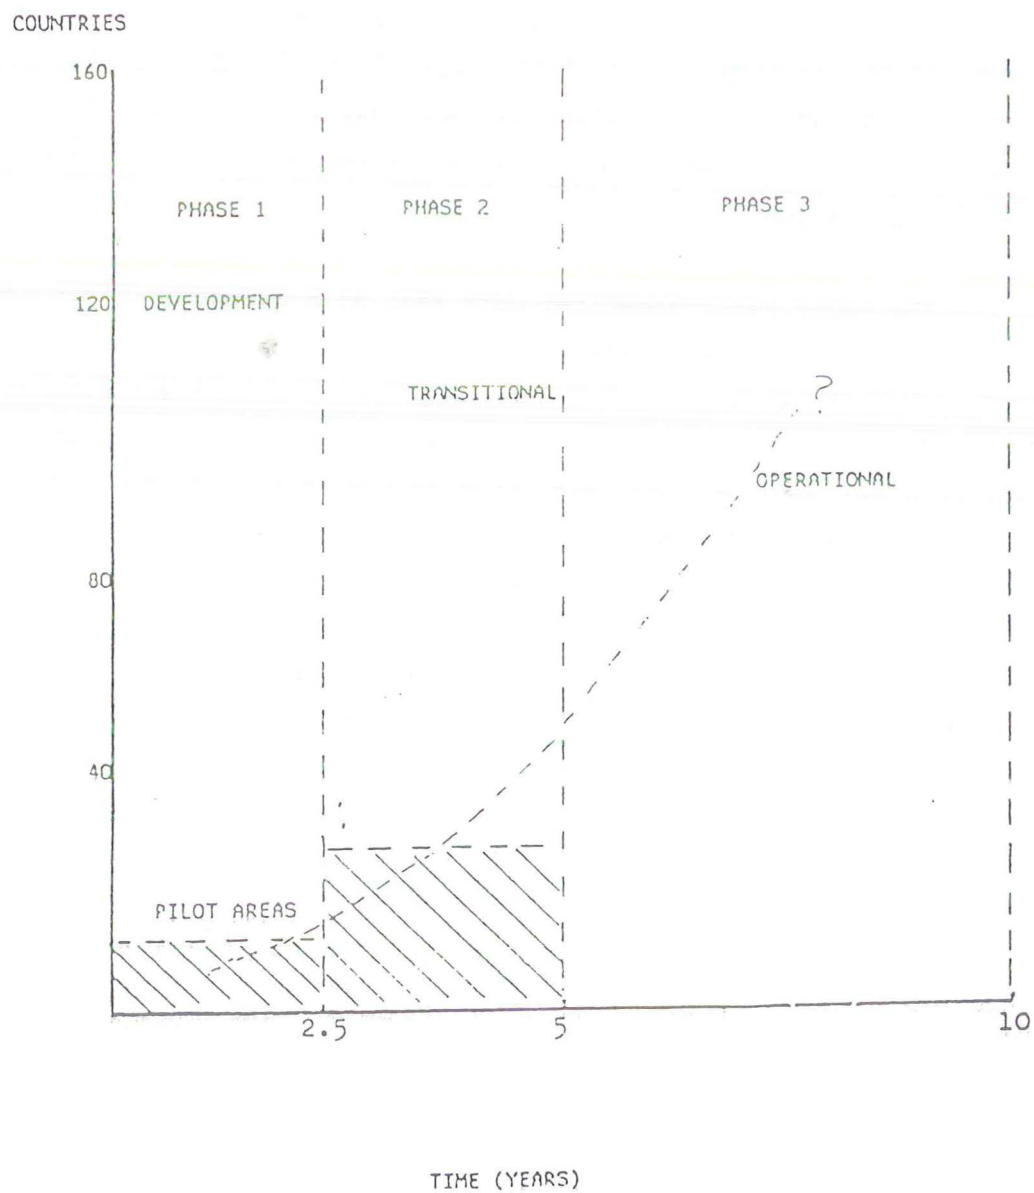 COUNTRIES
160
PHASE 1 PHASE 2 PHASE 3
120 DEVELOPMENT
TRANSITIONAL
?
OPERATIONAL
80
40
PILOT AREAS
2.5 5 10
TIME (YEARS)